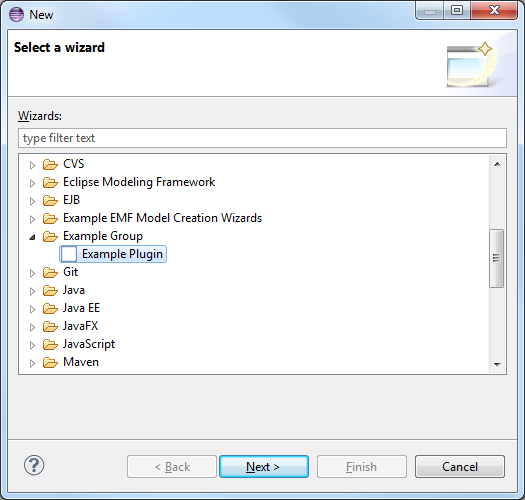 New
Select a wizard
Wizards:
type filter text
CVS
Eclipse Modeling Framework
EJB
Example EMF Model Creation Wizards
Example Group
Example Plugin
Git
Java
Java EE
JavaFX
JavaScript
Maven
? < Back Next > Finish Cancel